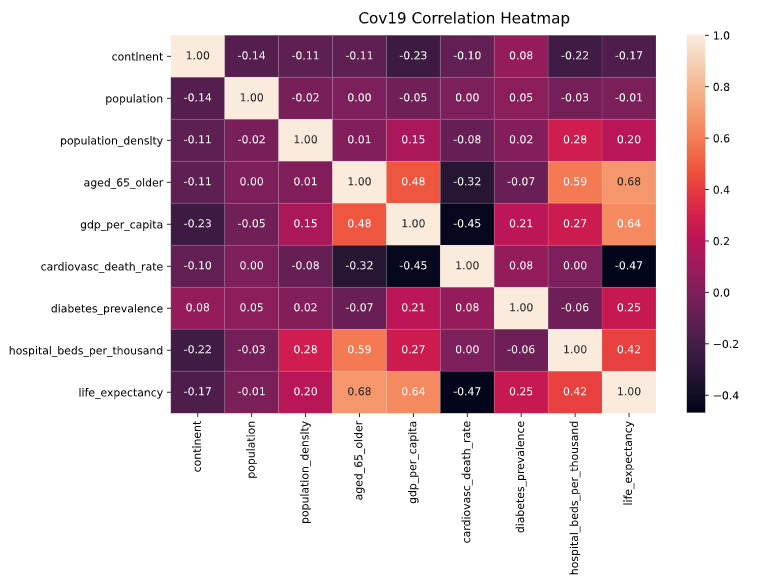 Cov19 Correlation Heatmap
continent 1.00 -0.14 -0.11 -0.11 -0.23 -0.10 0.08 -0.22 -0.17
population -0.14 1.00 -0.02 0.00 -0.05 0.00 0.05 -0.03 -0.01
population_density -0.11 -0.02 1.00 0.01 0.15 -0.08 0.02 0.28 0.20
aged_65_older -0.11 0.00 0.01 1.00 0.48 -0.32 -0.07 0.59 0.68
gdp_per_capita -0.23 -0.05 0.15 0.48 1.00 -0.45 0.21 0.27 0.64
cardiovasc_death_rate -0.10 0.00 -0.08 -0.32 -0.45 1.00 0.08 0.00 -0.47
diabetes_prevalence 0.08 0.05 0.02 -0.07 0.21 0.08 1.00 -0.06 0.25
hospital_beds_per_thousand -0.22 -0.03 0.28 0.59 0.27 0.00 -0.06 1.00 0.42
life_expectancy -0.17 -0.01 0.20 0.68 0.64 -0.47 0.25 0.42 1.00
continent
population
population_density
aged_65_older
gdp_per_capita
cardiovasc_death_rate
diabetes_prevalence
hospital_beds_per_thousand
life_expectancy
1.0
0.8
0.6
0.4
0.2
0.0
−0.2
−0.4